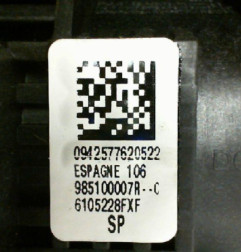 0942577620522
ESPAGNE 106
985100007R--C
6105228FXF
SP